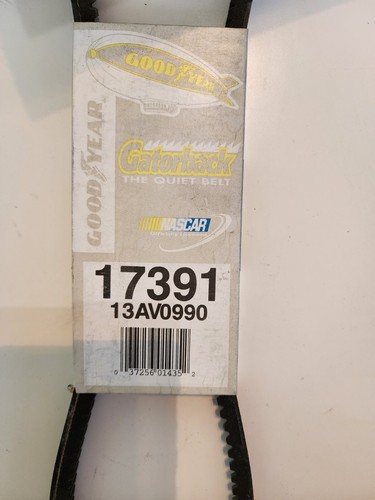 GOODYEAR
GOODYEAR
Gatorback
THE QUIET BELT
NASCAR
17391
13AV0990
0 37256 01435 2